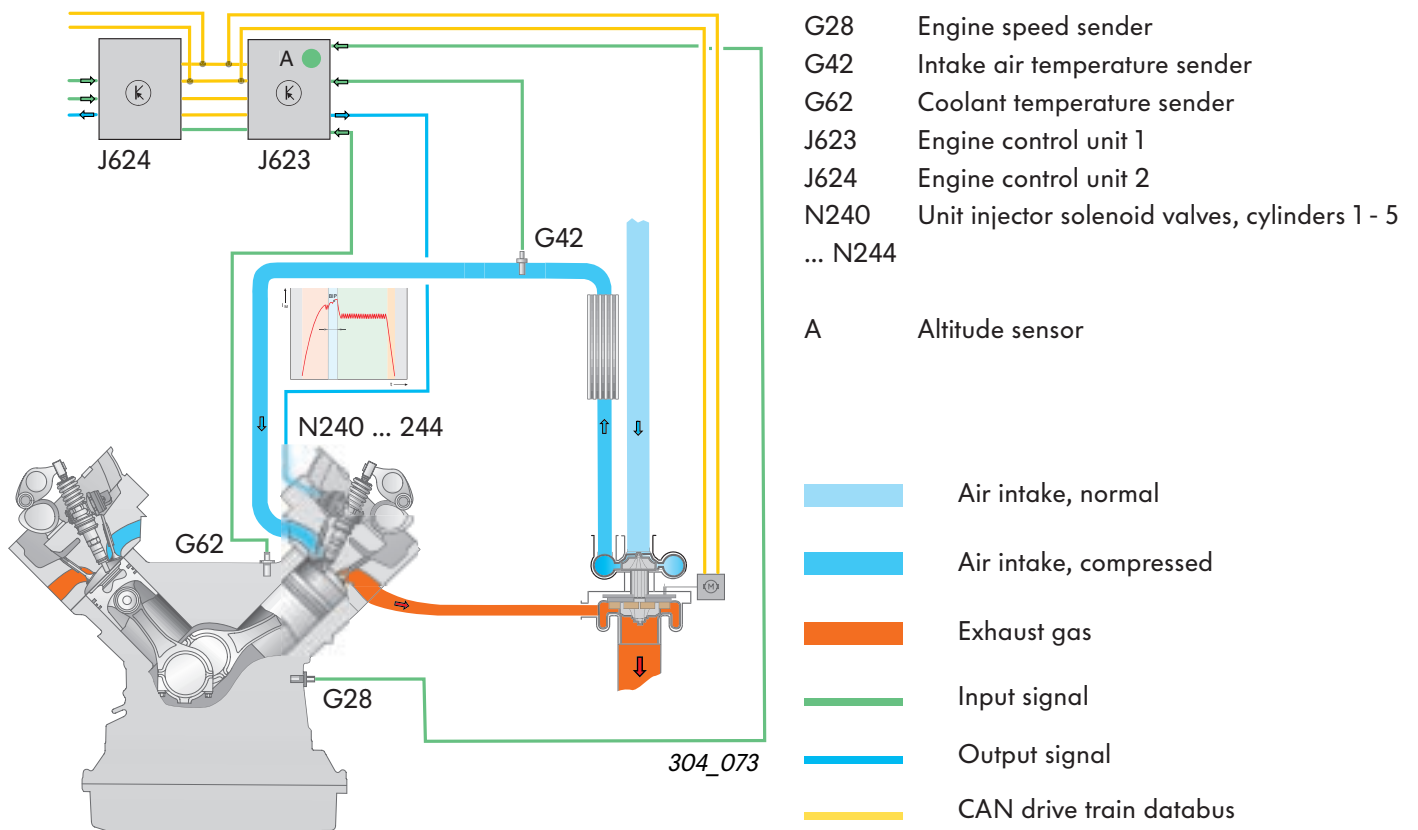 A
J624
J623
G42
BIP
N240 ... 244
G62
M
G28
304_073
G28 Engine speed sender
G42 Intake air temperature sender
G62 Coolant temperature sender
J623 Engine control unit 1
J624 Engine control unit 2
N240 Unit injector solenoid valves, cylinders 1 - 5
... N244
A Altitude sensor
Air intake, normal
Air intake, compressed
Exhaust gas
Input signal
Output signal
CAN drive train databus